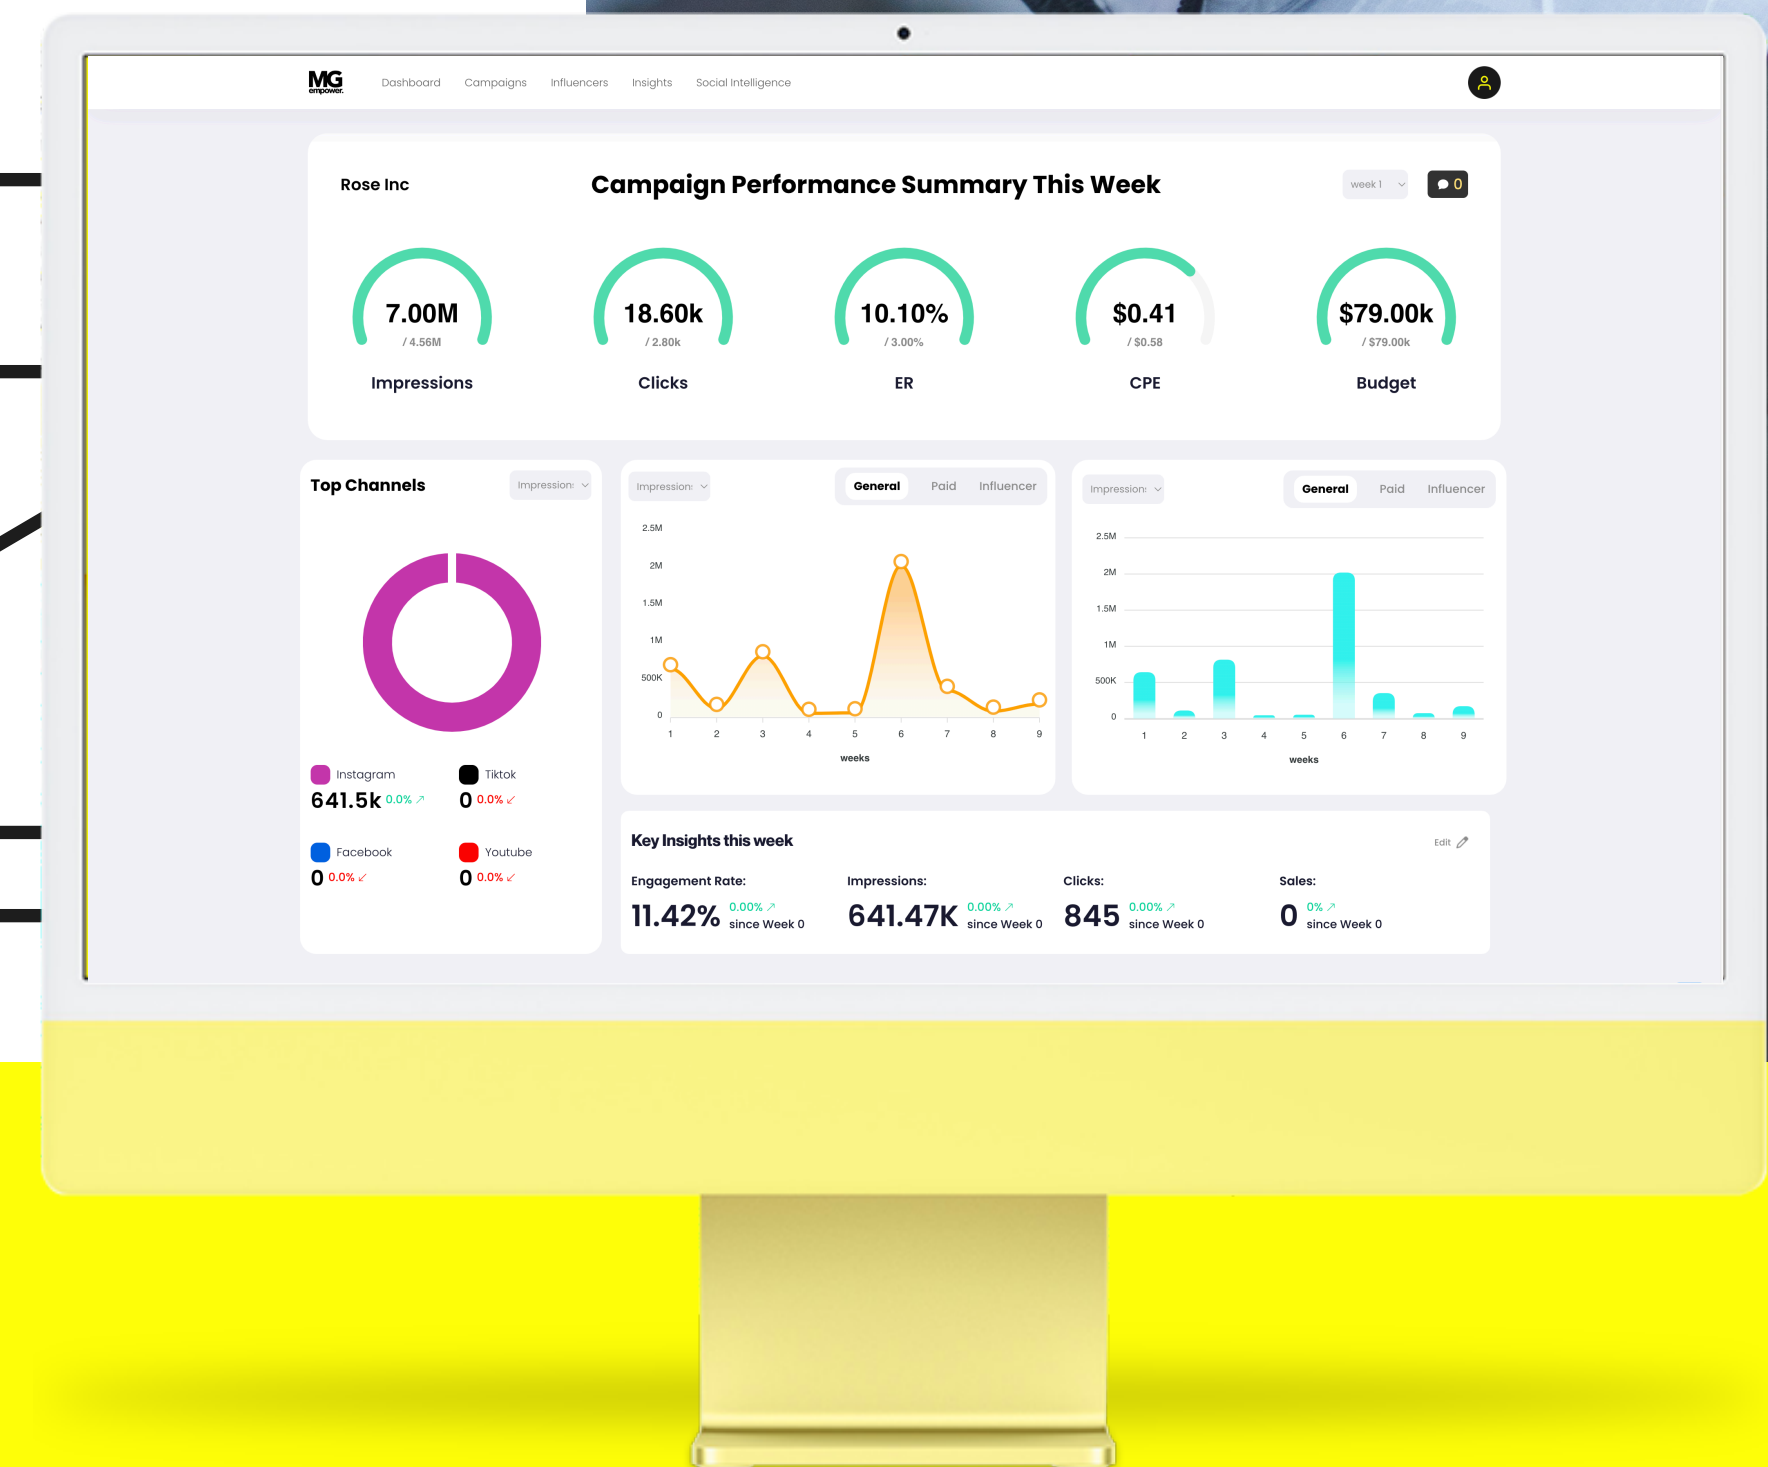 MG
empower.
Dashboard Campaigns Influencers Insights Social Intelligence
Rose Inc
Campaign Performance Summary This Week
week 1
0
7.00M
/ 4.56M
Impressions
18.60k
/ 2.80k
Clicks
10.10%
/ 3.00%
ER
$0.41
/ $0.58
CPE
$79.00k
/ $79.00k
Budget
Top Channels
Impression
Instagram
641.5k 0.0%
Tiktok
0 0.0%
Facebook
0 0.0%
Youtube
0 0.0%
Impression
General Paid Influencer
2.5M
2M
1.5M
1M
500K
0
1 2 3 4 5 6 7 8 9
weeks
Impression
General Paid Influencer
2.5M
2M
1.5M
1M
500K
0
1 2 3 4 5 6 7 8 9
weeks
Key Insights this week
Edit
Engagement Rate:
11.42% 0.00%
since Week 0
Impressions:
641.47K 0.00%
since Week 0
Clicks:
845 0.00%
since Week 0
Sales:
0 0%
since Week 0